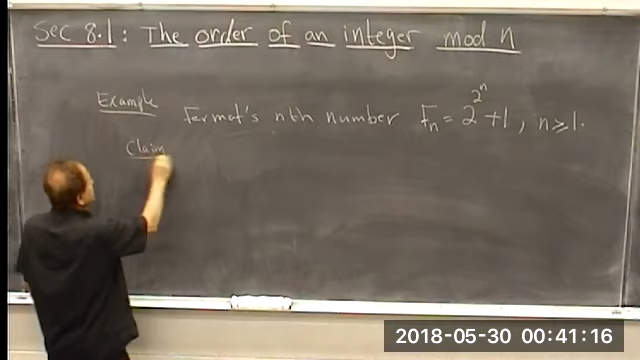 Sec 8.1: The order of an integer mod n
Example Fermat's nth number Fₙ = 2^{2^n} + 1, n ⩾ 1.
Claim
2018-05-30 00:41:16